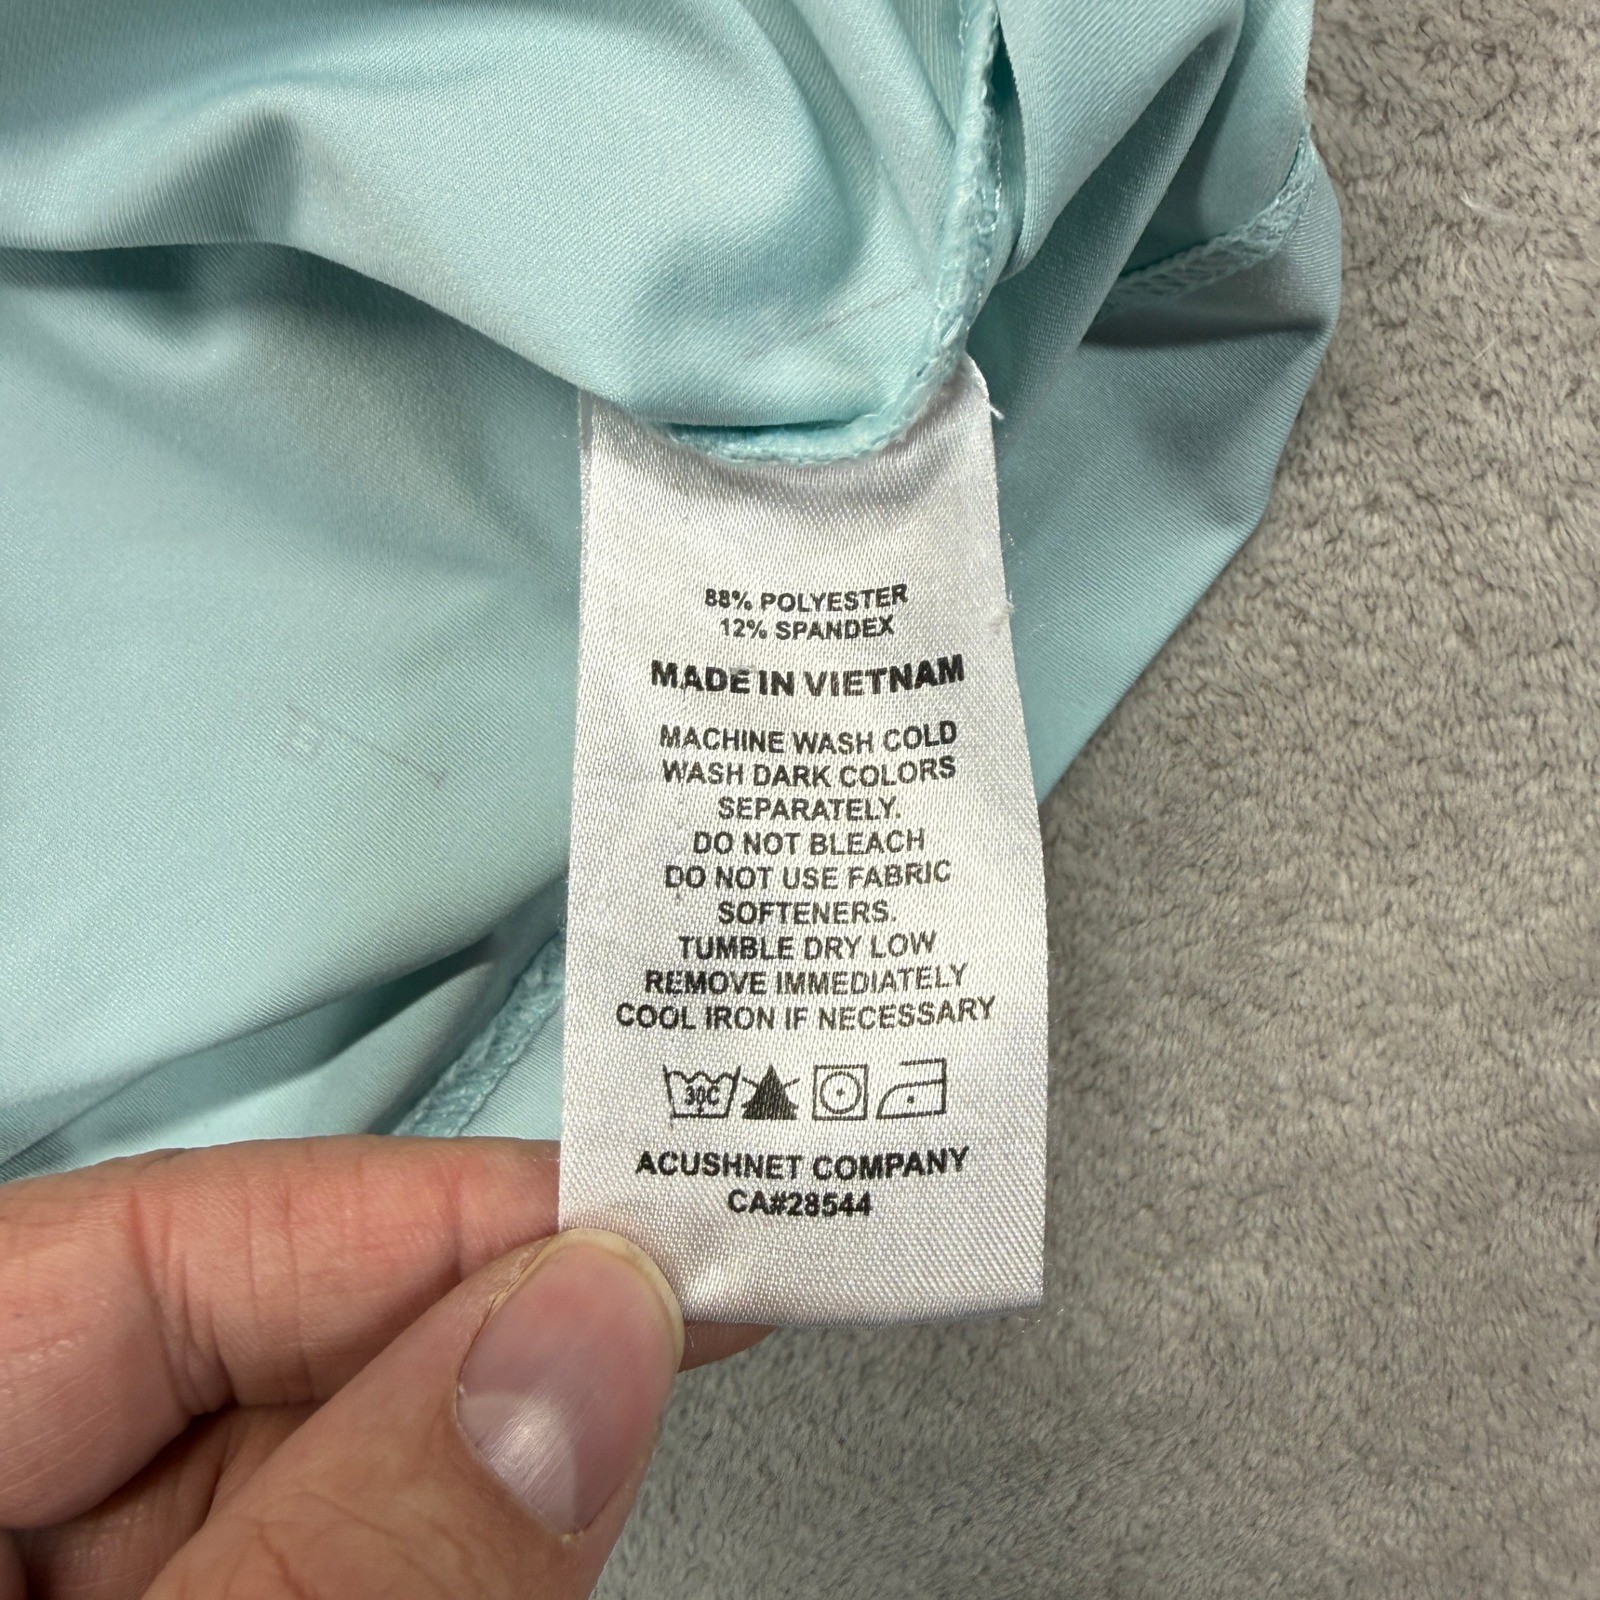 88% POLYESTER
12% SPANDEX
MADE IN VIETNAM
MACHINE WASH COLD
WASH DARK COLORS
SEPARATELY.
DO NOT BLEACH
DO NOT USE FABRIC
SOFTENERS.
TUMBLE DRY LOW
REMOVE IMMEDIATELY
COOL IRON IF NECESSARY
30C
ACUSHNET COMPANY
CA#28544